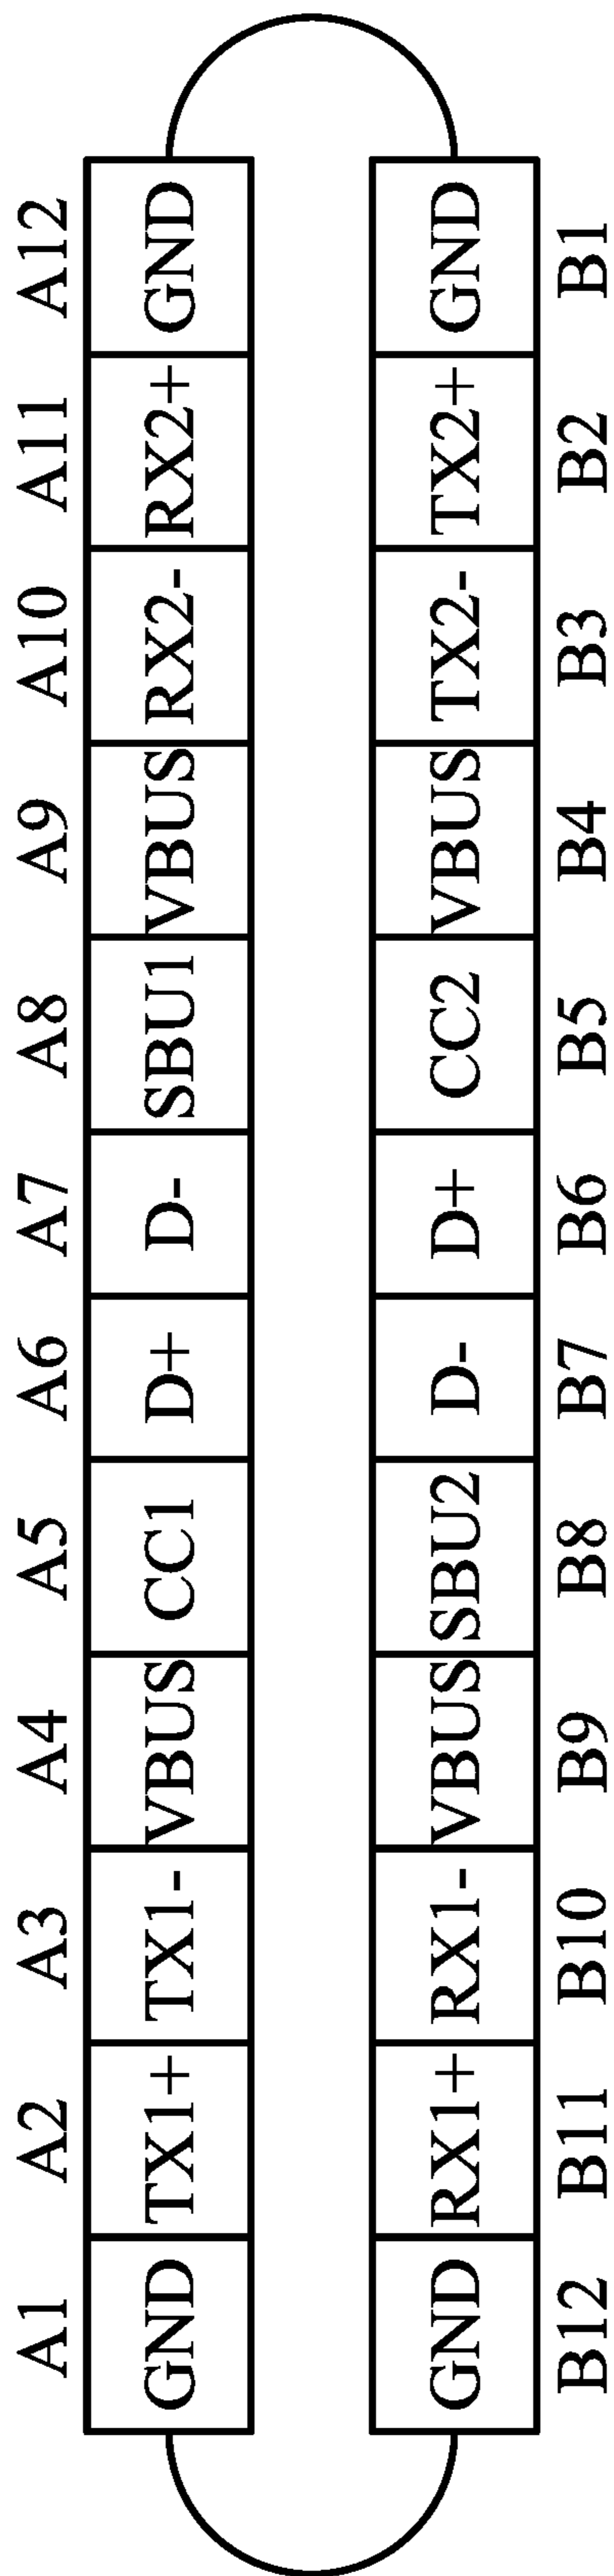 A1 A2 A3 A4 A5 A6 A7 A8 A9 A10 A11 A12
GND TX1+ TX1- VBUS CC1 D+ D- SBU1 VBUS RX2- RX2+ GND
GND RX1+ RX1- VBUS SBU2 D- D+ CC2 VBUS TX2- TX2+ GND
B12 B11 B10 B9 B8 B7 B6 B5 B4 B3 B2 B1